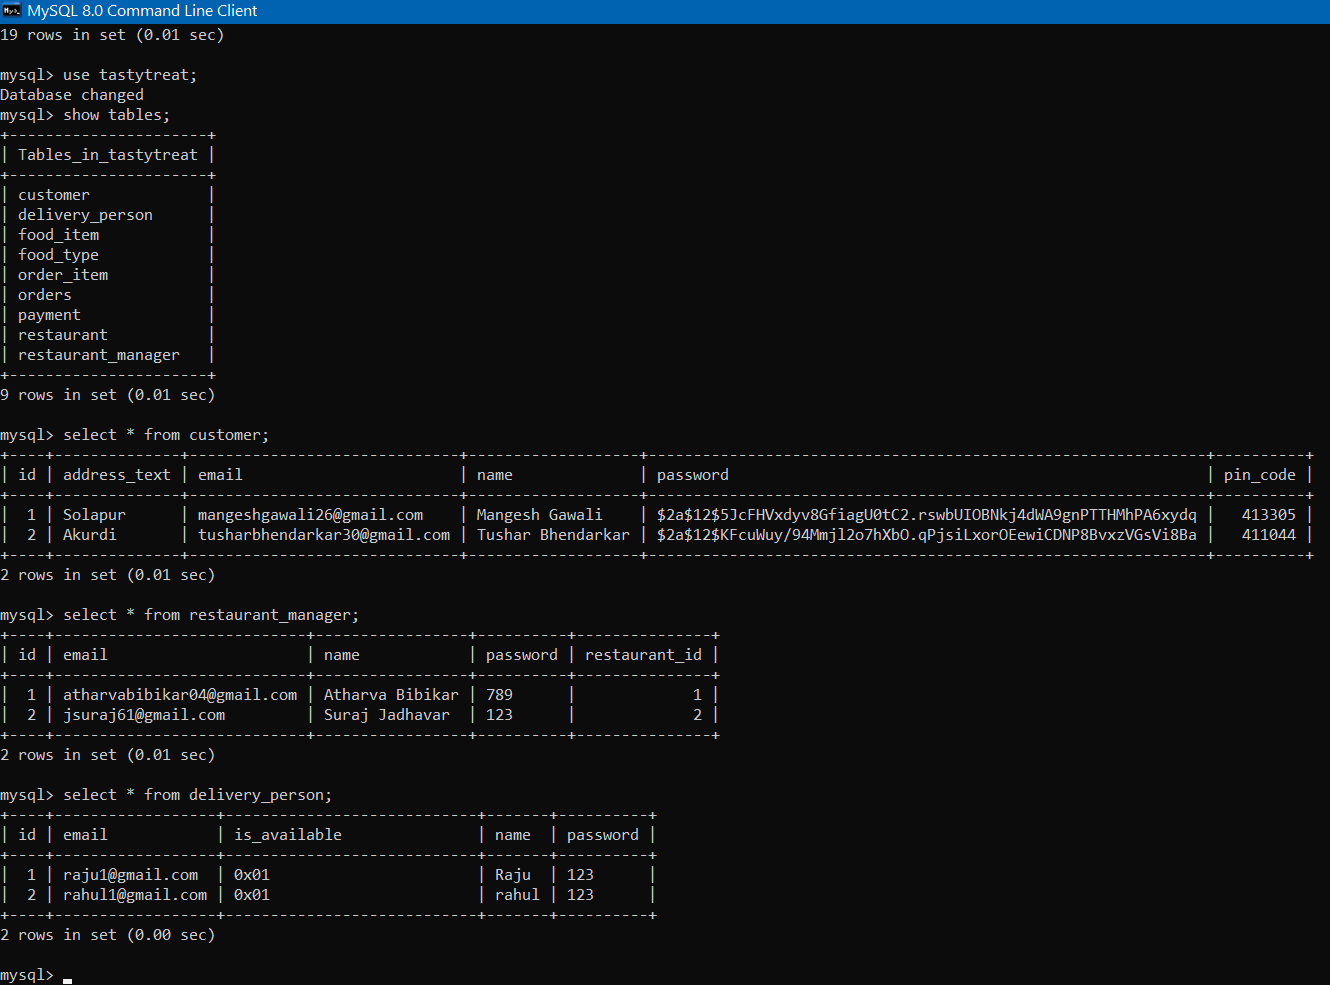 MySQL 8.0 Command Line Client
19 rows in set (0.01 sec)
mysql> use tastytreat;
Database changed
mysql> show tables;
+----------------------+
| Tables_in_tastytreat |
+----------------------+
| customer             |
| delivery_person      |
| food_item            |
| food_type            |
| order_item           |
| orders               |
| payment              |
| restaurant           |
| restaurant_manager   |
+----------------------+
9 rows in set (0.01 sec)
mysql> select * from customer;
+----+--------------+------------------------------+-------------------+--------------------------------------------------------------+----------+
| id | address_text | email                        | name              | password                                                     | pin_code |
+----+--------------+------------------------------+-------------------+--------------------------------------------------------------+----------+
|  1 | Solapur      | mangeshgawali26@gmail.com    | Mangesh Gawali    | $2a$12$5JcFHVxdyv8GfiagU0tC2.rswbUIOBNkj4dWA9gnPTTHMhPA6xydq |   413305 |
|  2 | Akurdi       | tusharbhendarkar30@gmail.com | Tushar Bhendarkar | $2a$12$KFcuWuy/94Mmjl2o7hXbO.qPjsiLxorOEewiCDNP8BvxzVGsVi8Ba |   411044 |
+----+--------------+------------------------------+-------------------+--------------------------------------------------------------+----------+
2 rows in set (0.01 sec)
mysql> select * from restaurant_manager;
+----+----------------------------+-----------------+----------+---------------+
| id | email                      | name            | password | restaurant_id |
+----+----------------------------+-----------------+----------+---------------+
|  1 | atharvabibikar04@gmail.com | Atharva Bibikar | 789      |             1 |
|  2 | jsuraj61@gmail.com         | Suraj Jadhavar  | 123      |             2 |
+----+----------------------------+-----------------+----------+---------------+
2 rows in set (0.01 sec)
mysql> select * from delivery_person;
+----+------------------+----------------------------+-------+----------+
| id | email            | is_available               | name  | password |
+----+------------------+----------------------------+-------+----------+
|  1 | raju1@gmail.com  | 0x01                       | Raju  | 123      |
|  2 | rahul1@gmail.com | 0x01                       | rahul | 123      |
+----+------------------+----------------------------+-------+----------+
2 rows in set (0.00 sec)
mysql>